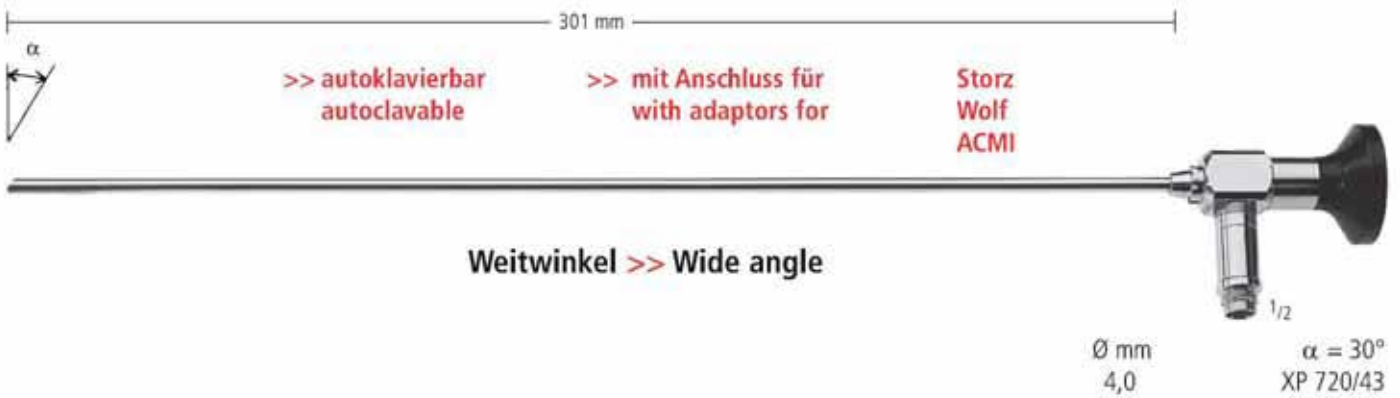 301 mm
α
>> autoklavierbar
autoclavable
>> mit Anschluss für
with adaptors for
Storz
Wolf
ACMI
Weitwinkel >> Wide angle
1/2
Ø mm
4,0
α = 30°
XP 720/43